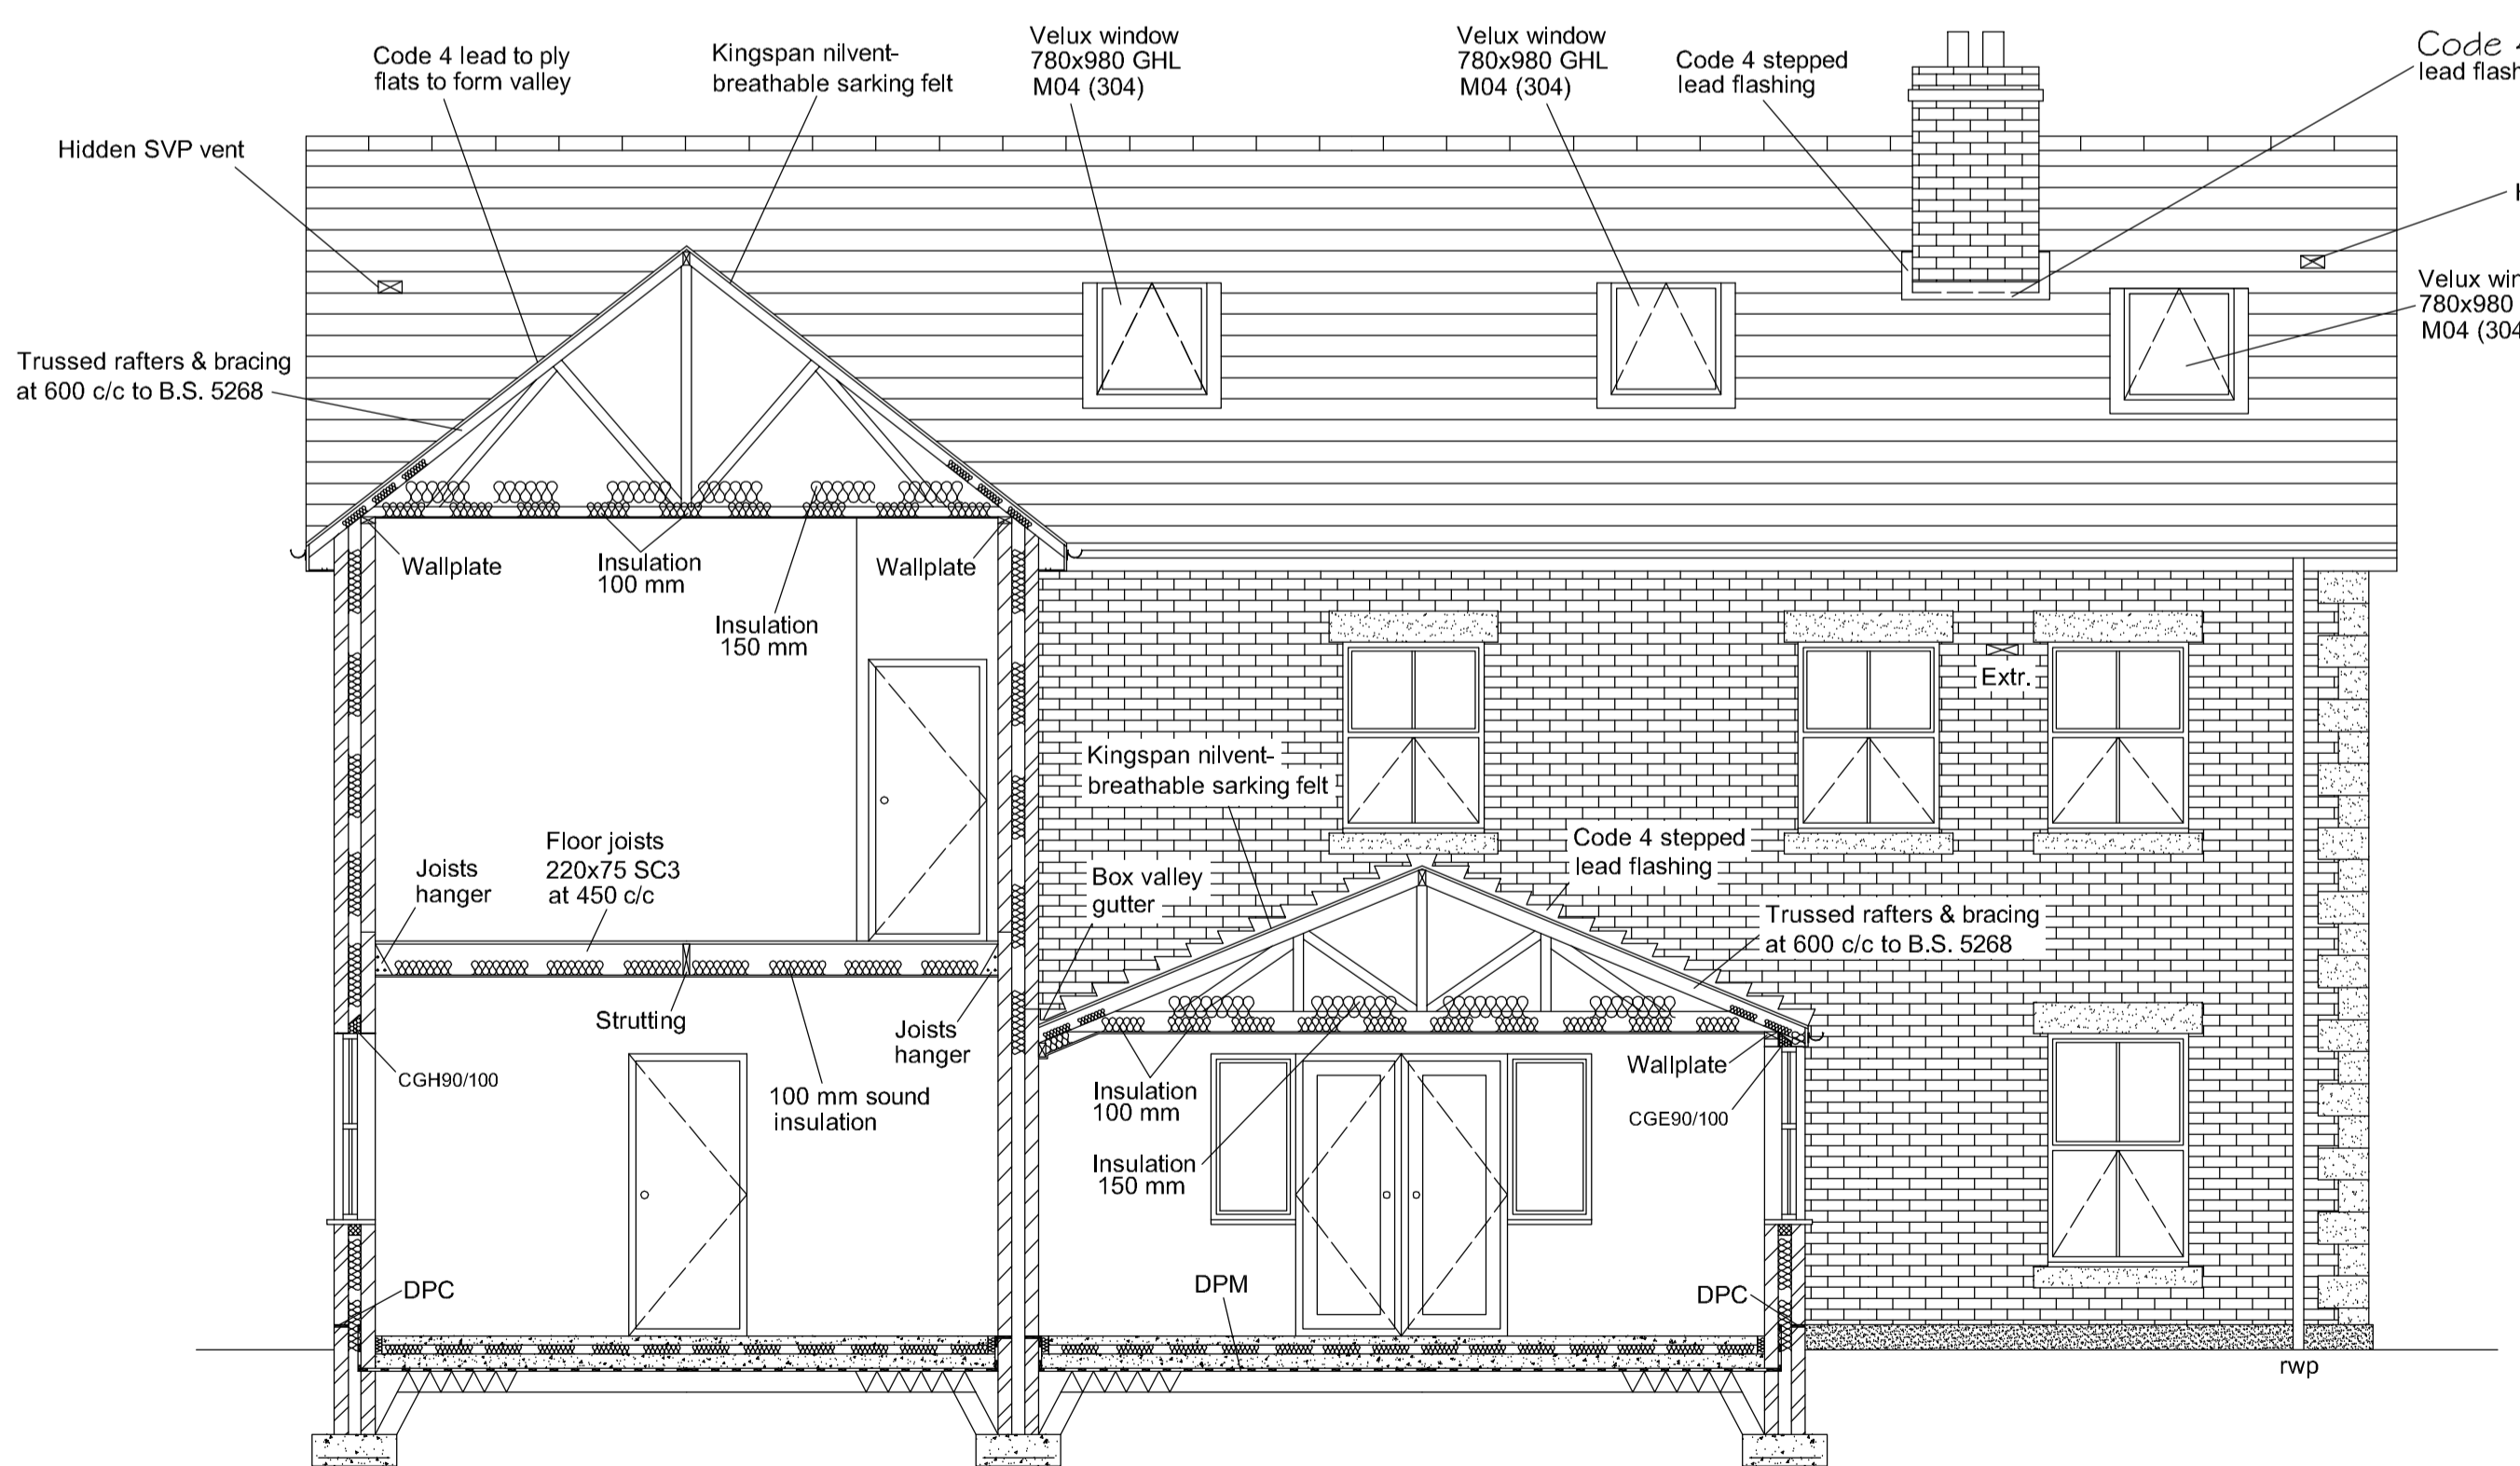 Code 4 lead to ply
flats to form valley
Kingspan nilvent-
breathable sarking felt
Velux window
780x980 GHL
M04 (304)
Velux window
780x980 GHL
M04 (304)
Code 4 stepped
lead flashing
Code 4
lead flash
Hidden SVP vent
H
Velux win
780x980
M04 (304
Trussed rafters & bracing
at 600 c/c to B.S. 5268
Wallplate
Insulation
100 mm
Wallplate
Insulation
150 mm
Extr.
Kingspan nilvent-
breathable sarking felt
Floor joists
220x75 SC3
at 450 c/c
Joists
hanger
Box valley
gutter
Code 4 stepped
lead flashing
Trussed rafters & bracing
at 600 c/c to B.S. 5268
Strutting
Joists
hanger
CGH90/100
100 mm sound
insulation
Insulation
100 mm
Wallplate
CGE90/100
Insulation
150 mm
DPC
DPM
DPC
rwp